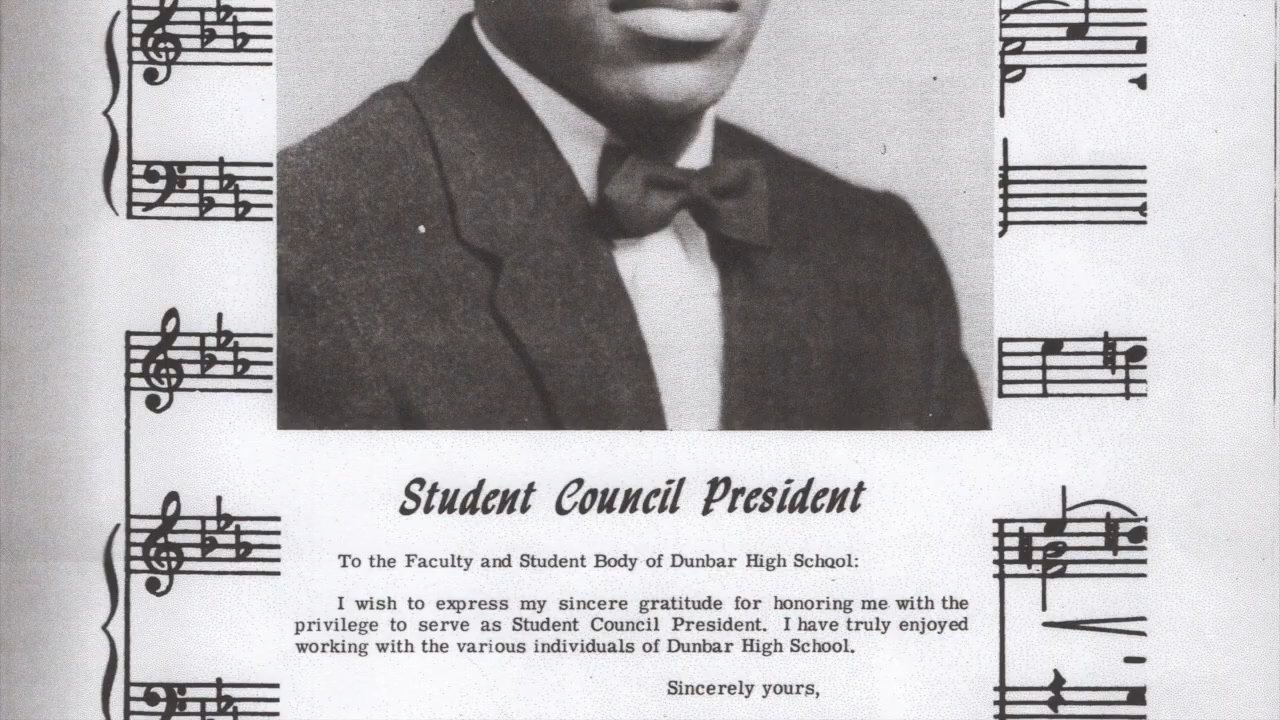 Student Council President
To the Faculty and Student Body of Dunbar High School:
I wish to express my sincere gratitude for honoring me with the
privilege to serve as Student Council President. I have truly enjoyed
working with the various individuals of Dunbar High School.
Sincerely yours,